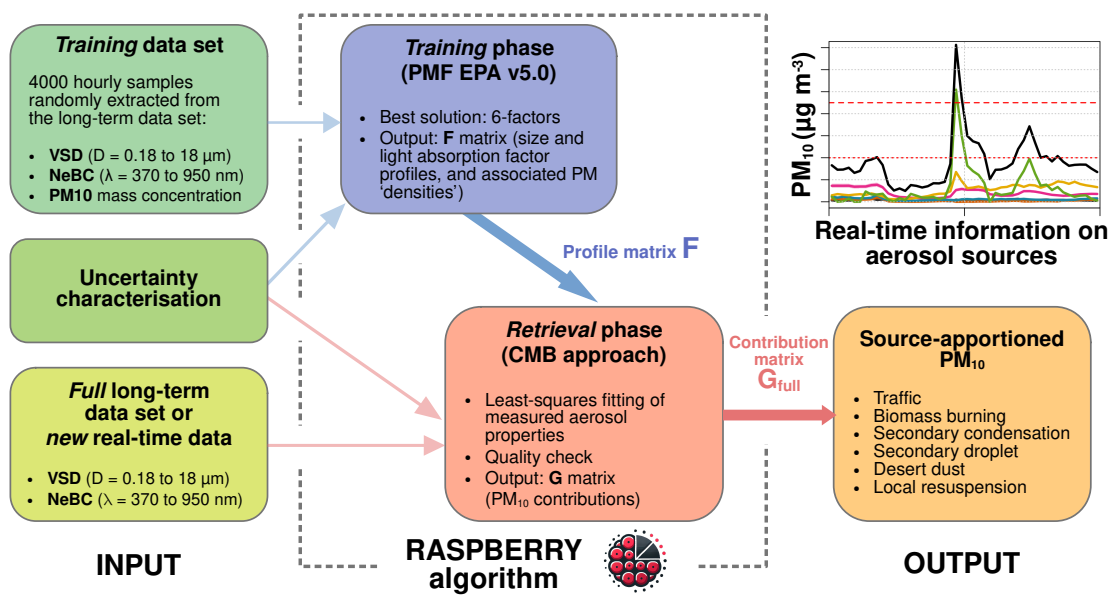 Training data set
4000 hourly samples
randomly extracted from
the long-term data set:
• VSD (D = 0.18 to 18 μm)
• NeBC (λ = 370 to 950 nm)
• PM10 mass concentration
Uncertainty
characterisation
Full long-term
data set or
new real-time data
• VSD (D = 0.18 to 18 μm)
• NeBC (λ = 370 to 950 nm)
INPUT
Training phase
(PMF EPA v5.0)
• Best solution: 6-factors
• Output: F matrix (size and
light absorption factor
profiles, and associated PM
‘densities’)
Profile matrix F
Retrieval phase
(CMB approach)
• Least-squares fitting of
measured aerosol
properties
• Quality check
• Output: G matrix
(PM₁₀ contributions)
RASPBERRY
algorithm
Contribution
matrix
G_full
PM₁₀ (μg m⁻³)
Real-time information on
aerosol sources
Source-apportioned
PM₁₀
• Traffic
• Biomass burning
• Secondary condensation
• Secondary droplet
• Desert dust
• Local resuspension
OUTPUT